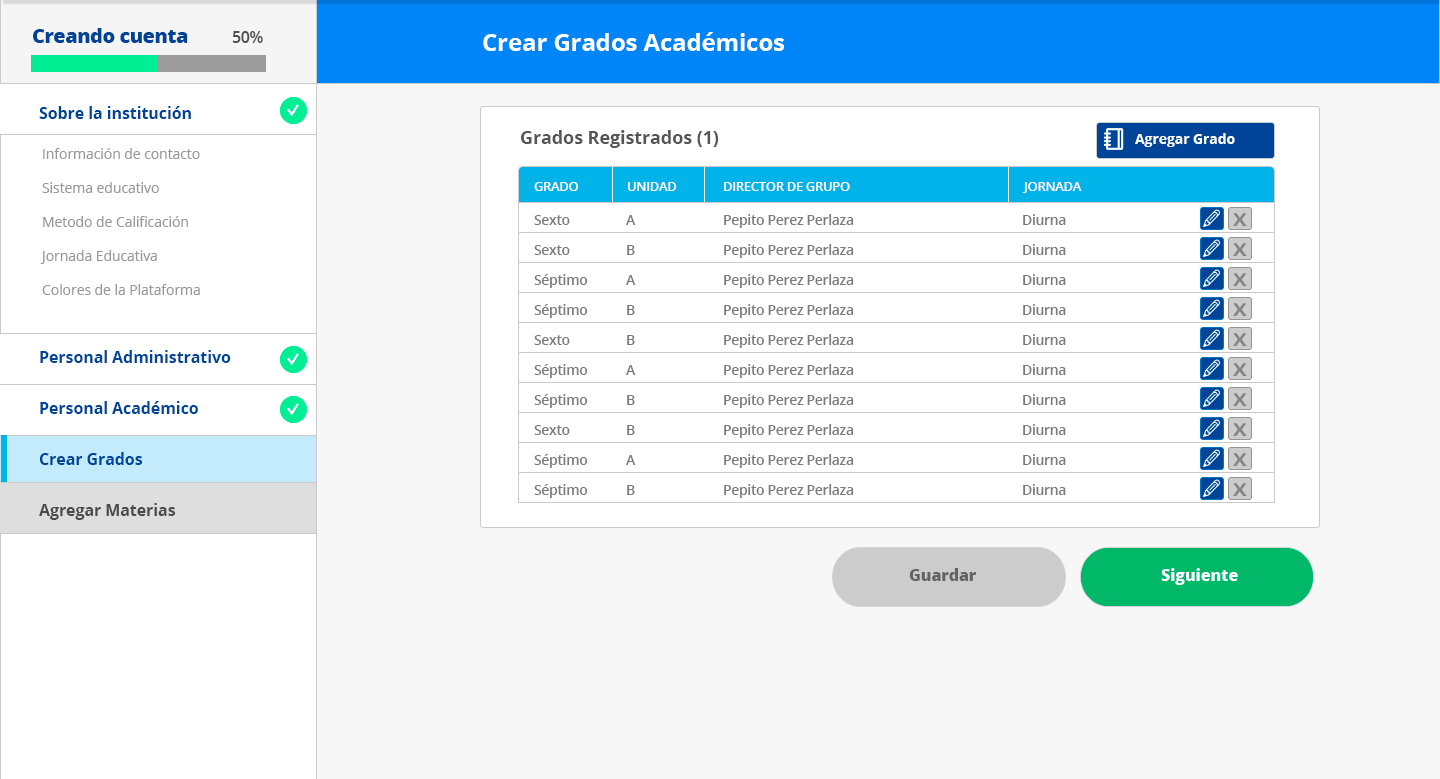 Creando cuenta 50%
Sobre la institución
Información de contacto
Sistema educativo
Metodo de Calificación
Jornada Educativa
Colores de la Plataforma
Personal Administrativo
Personal Académico
Crear Grados
Agregar Materias
Crear Grados Académicos
Grados Registrados (1)
Agregar Grado
GRADO UNIDAD DIRECTOR DE GRUPO JORNADA
Sexto A Pepito Perez Perlaza Diurna X
Sexto B Pepito Perez Perlaza Diurna X
Séptimo A Pepito Perez Perlaza Diurna X
Séptimo B Pepito Perez Perlaza Diurna X
Sexto B Pepito Perez Perlaza Diurna X
Séptimo A Pepito Perez Perlaza Diurna X
Séptimo B Pepito Perez Perlaza Diurna X
Sexto B Pepito Perez Perlaza Diurna X
Séptimo A Pepito Perez Perlaza Diurna X
Séptimo B Pepito Perez Perlaza Diurna X
Guardar Siguiente